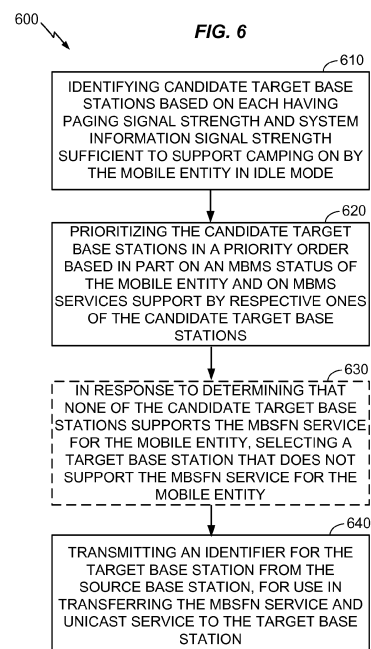 600
FIG. 6
610
IDENTIFYING CANDIDATE TARGET BASE
STATIONS BASED ON EACH HAVING
PAGING SIGNAL STRENGTH AND SYSTEM
INFORMATION SIGNAL STRENGTH
SUFFICIENT TO SUPPORT CAMPING ON BY
THE MOBILE ENTITY IN IDLE MODE
620
PRIORITIZING THE CANDIDATE TARGET
BASE STATIONS IN A PRIORITY ORDER
BASED IN PART ON AN MBMS STATUS OF
THE MOBILE ENTITY AND ON MBMS
SERVICES SUPPORT BY RESPECTIVE ONES
OF THE CANDIDATE TARGET BASE
STATIONS
630
IN RESPONSE TO DETERMINING THAT
NONE OF THE CANDIDATE TARGET BASE
STATIONS SUPPORTS THE MBSFN SERVICE
FOR THE MOBILE ENTITY, SELECTING A
TARGET BASE STATION THAT DOES NOT
SUPPORT THE MBSFN SERVICE FOR THE
MOBILE ENTITY
640
TRANSMITTING AN IDENTIFIER FOR THE
TARGET BASE STATION FROM THE
SOURCE BASE STATION, FOR USE IN
TRANSFERRING THE MBSFN SERVICE AND
UNICAST SERVICE TO THE TARGET BASE
STATION